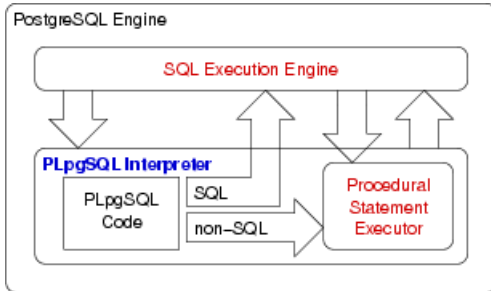 PostgreSQL Engine
SQL Execution Engine
PLpgSQL Interpreter
PLpgSQL
Code
SQL
non-SQL
Procedural
Statement
Executor